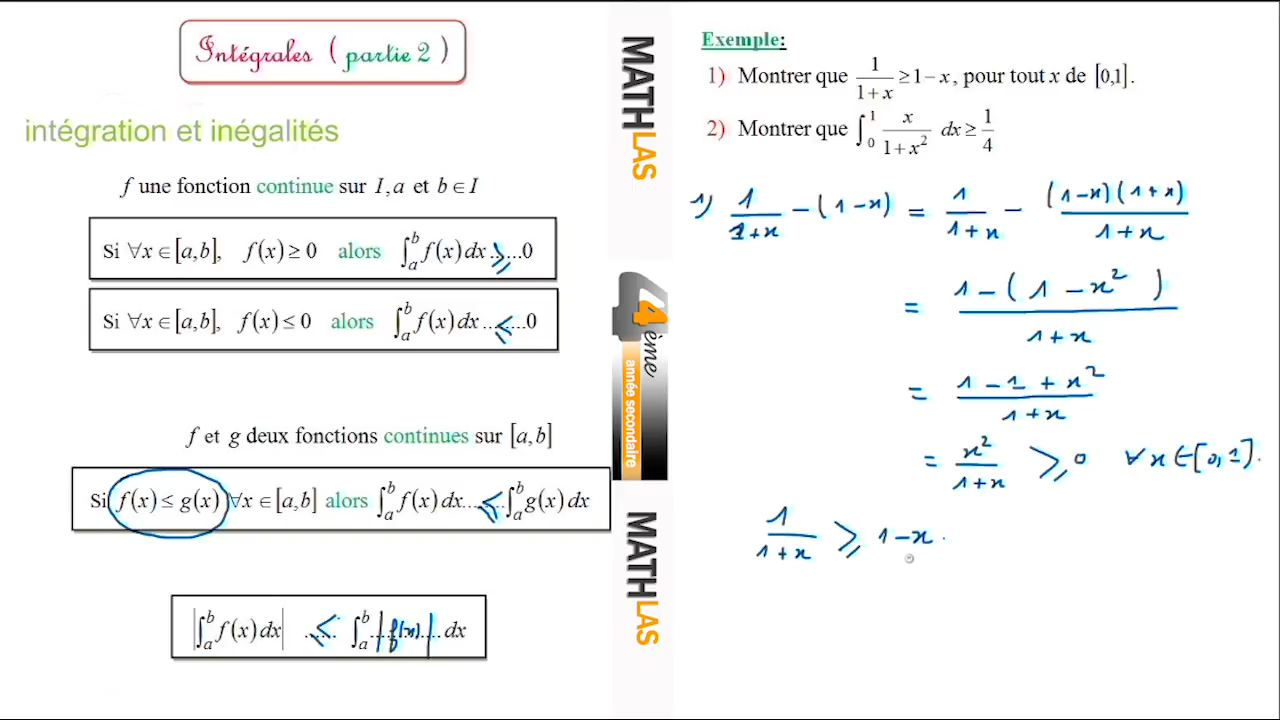 Intégrales ( partie 2 )
intégration et inégalités
f une fonction continue sur I, a et b ∈ I
Si ∀x ∈ [a,b], f(x) ≥ 0 alors ∫_a^b f(x) dx ≥ ......0
Si ∀x ∈ [a,b], f(x) ≤ 0 alors ∫_a^b f(x) dx ...≤...0
f et g deux fonctions continues sur [a,b]
Si f(x) ≤ g(x) ∀x ∈ [a,b] alors ∫_a^b f(x) dx...≤...∫_a^b g(x) dx
|∫_a^b f(x) dx| ...≤... ∫_a^b ...|f(x)|... dx
MATHLAS
4ème
année secondaire
MATHLAS
Exemple:
1) Montrer que 1/(1+x) ≥ 1−x, pour tout x de [0,1].
2) Montrer que ∫_0^1 x/(1+x²) dx ≥ 1/4
1) 1/(1+x) − (1−x) = 1/(1+x) − (1−x)(1+x)/(1+x)
= (1−(1−x²))/(1+x)
= (1−1+x²)/(1+x)
= x²/(1+x) ≥ 0 ∀x ∈ [0,1].
1/(1+x) ≥ 1−x.